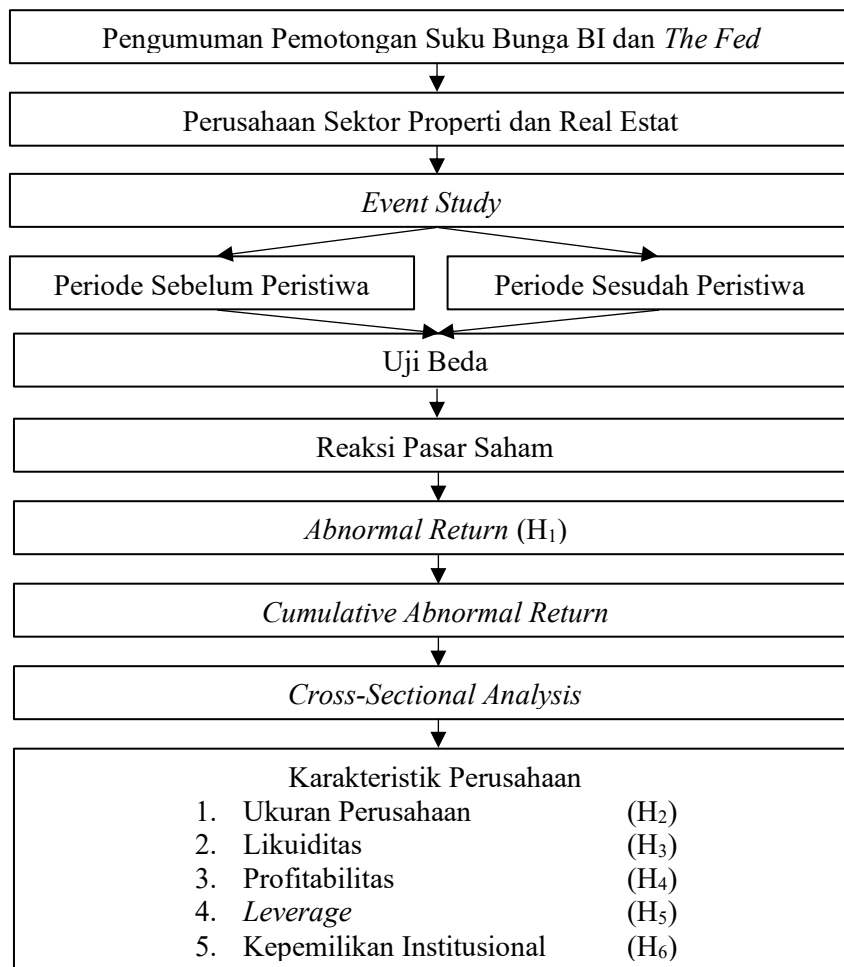 Pengumuman Pemotongan Suku Bunga BI dan The Fed
Perusahaan Sektor Properti dan Real Estat
Event Study
Periode Sebelum Peristiwa
Periode Sesudah Peristiwa
Uji Beda
Reaksi Pasar Saham
Abnormal Return (H₁)
Cumulative Abnormal Return
Cross-Sectional Analysis
Karakteristik Perusahaan
1. Ukuran Perusahaan (H₂)
2. Likuiditas (H₃)
3. Profitabilitas (H₄)
4. Leverage (H₅)
5. Kepemilikan Institusional (H₆)